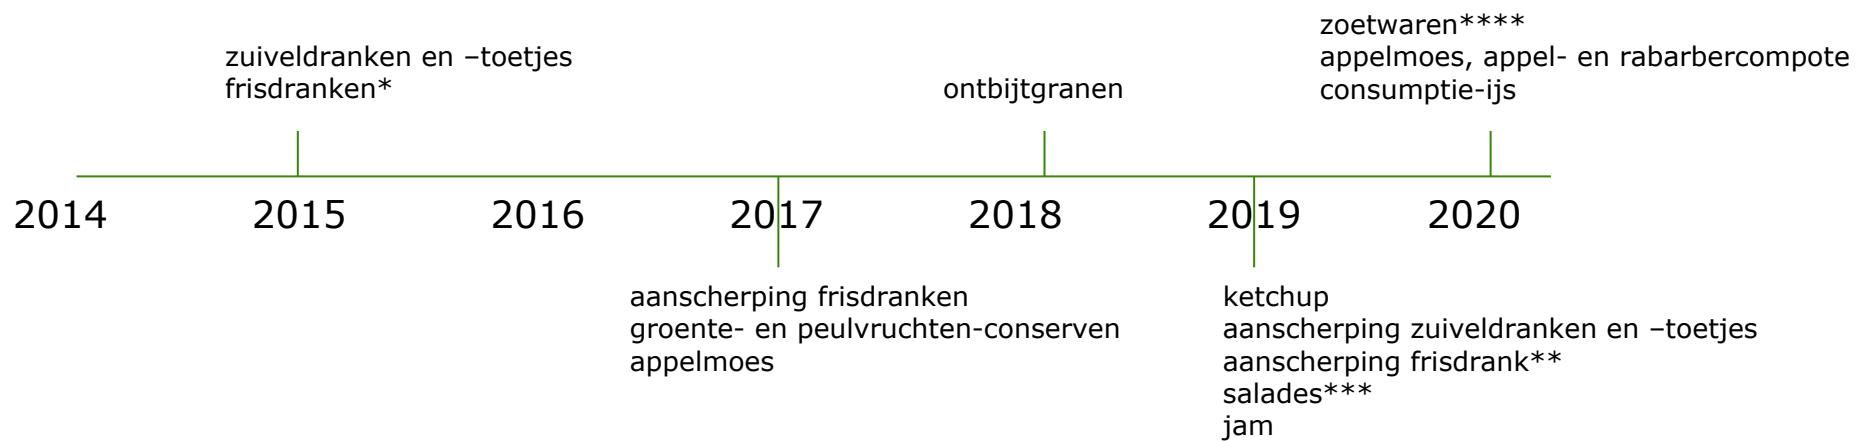 zuiveldranken en –toetjes
frisdranken*
ontbijtgranen
zoetwaren****
appelmoes, appel- en rabarbercompote
consumptie-ijs
2014 2015 2016 2017 2018 2019 2020
aanscherping frisdranken
groente- en peulvruchten-conserven
appelmoes
ketchup
aanscherping zuiveldranken en –toetjes
aanscherping frisdrank**
salades***
jam